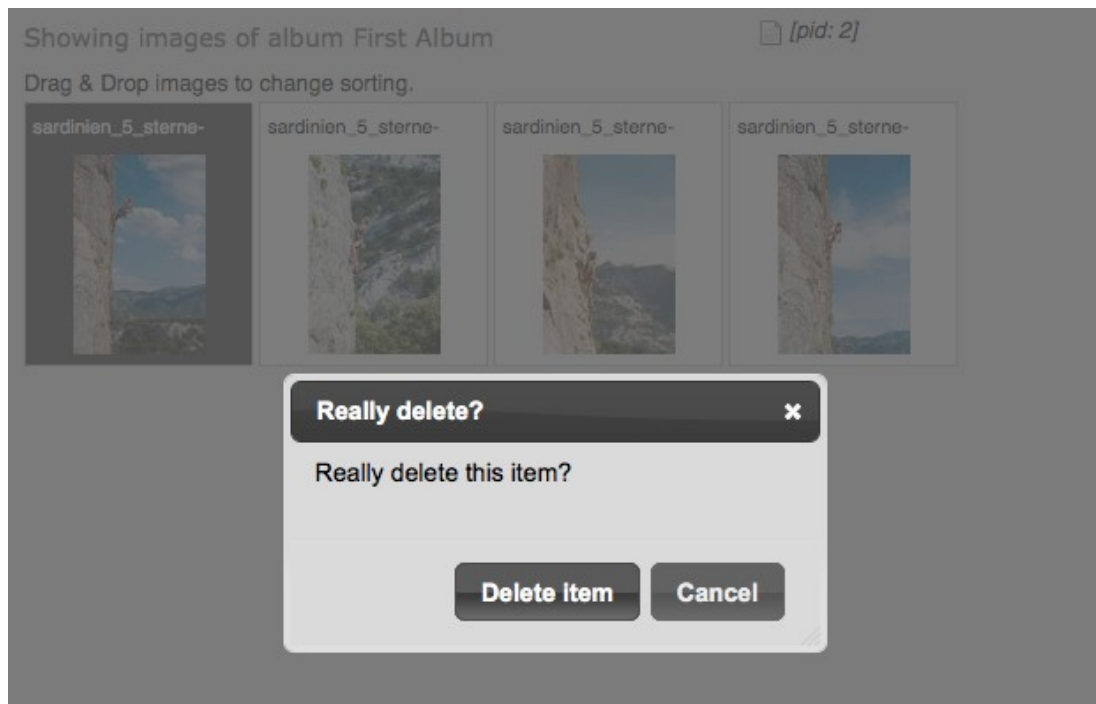 Showing images of album First Album
[pid: 2]
Drag & Drop images to change sorting.
sardinien_5_sterne-
sardinien_5_sterne-
sardinien_5_sterne-
sardinien_5_sterne-
Really delete?
Really delete this item?
Delete item
Cancel